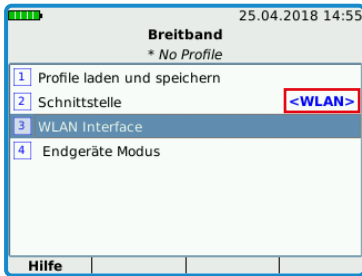 25.04.2018 14:55
Breitband
* No Profile
1 Profile laden und speichern
2 Schnittstelle <WLAN>
3 WLAN Interface
4 Endgeräte Modus
Hilfe